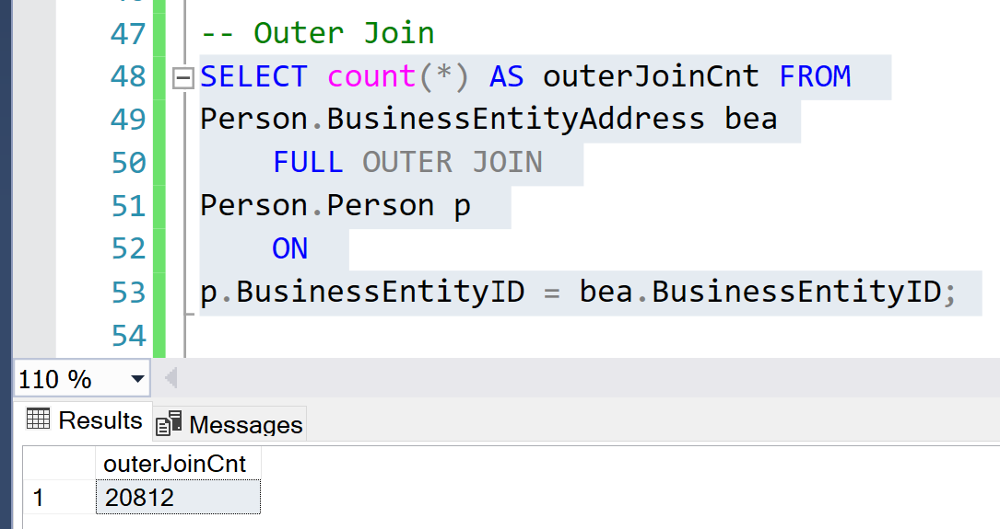 47 -- Outer Join
48 SELECT count(*) AS outerJoinCnt FROM
49 Person.BusinessEntityAddress bea
50 FULL OUTER JOIN
51 Person.Person p
52 ON
53 p.BusinessEntityID = bea.BusinessEntityID;
54
110 %
Results Messages
outerJoinCnt
1 20812